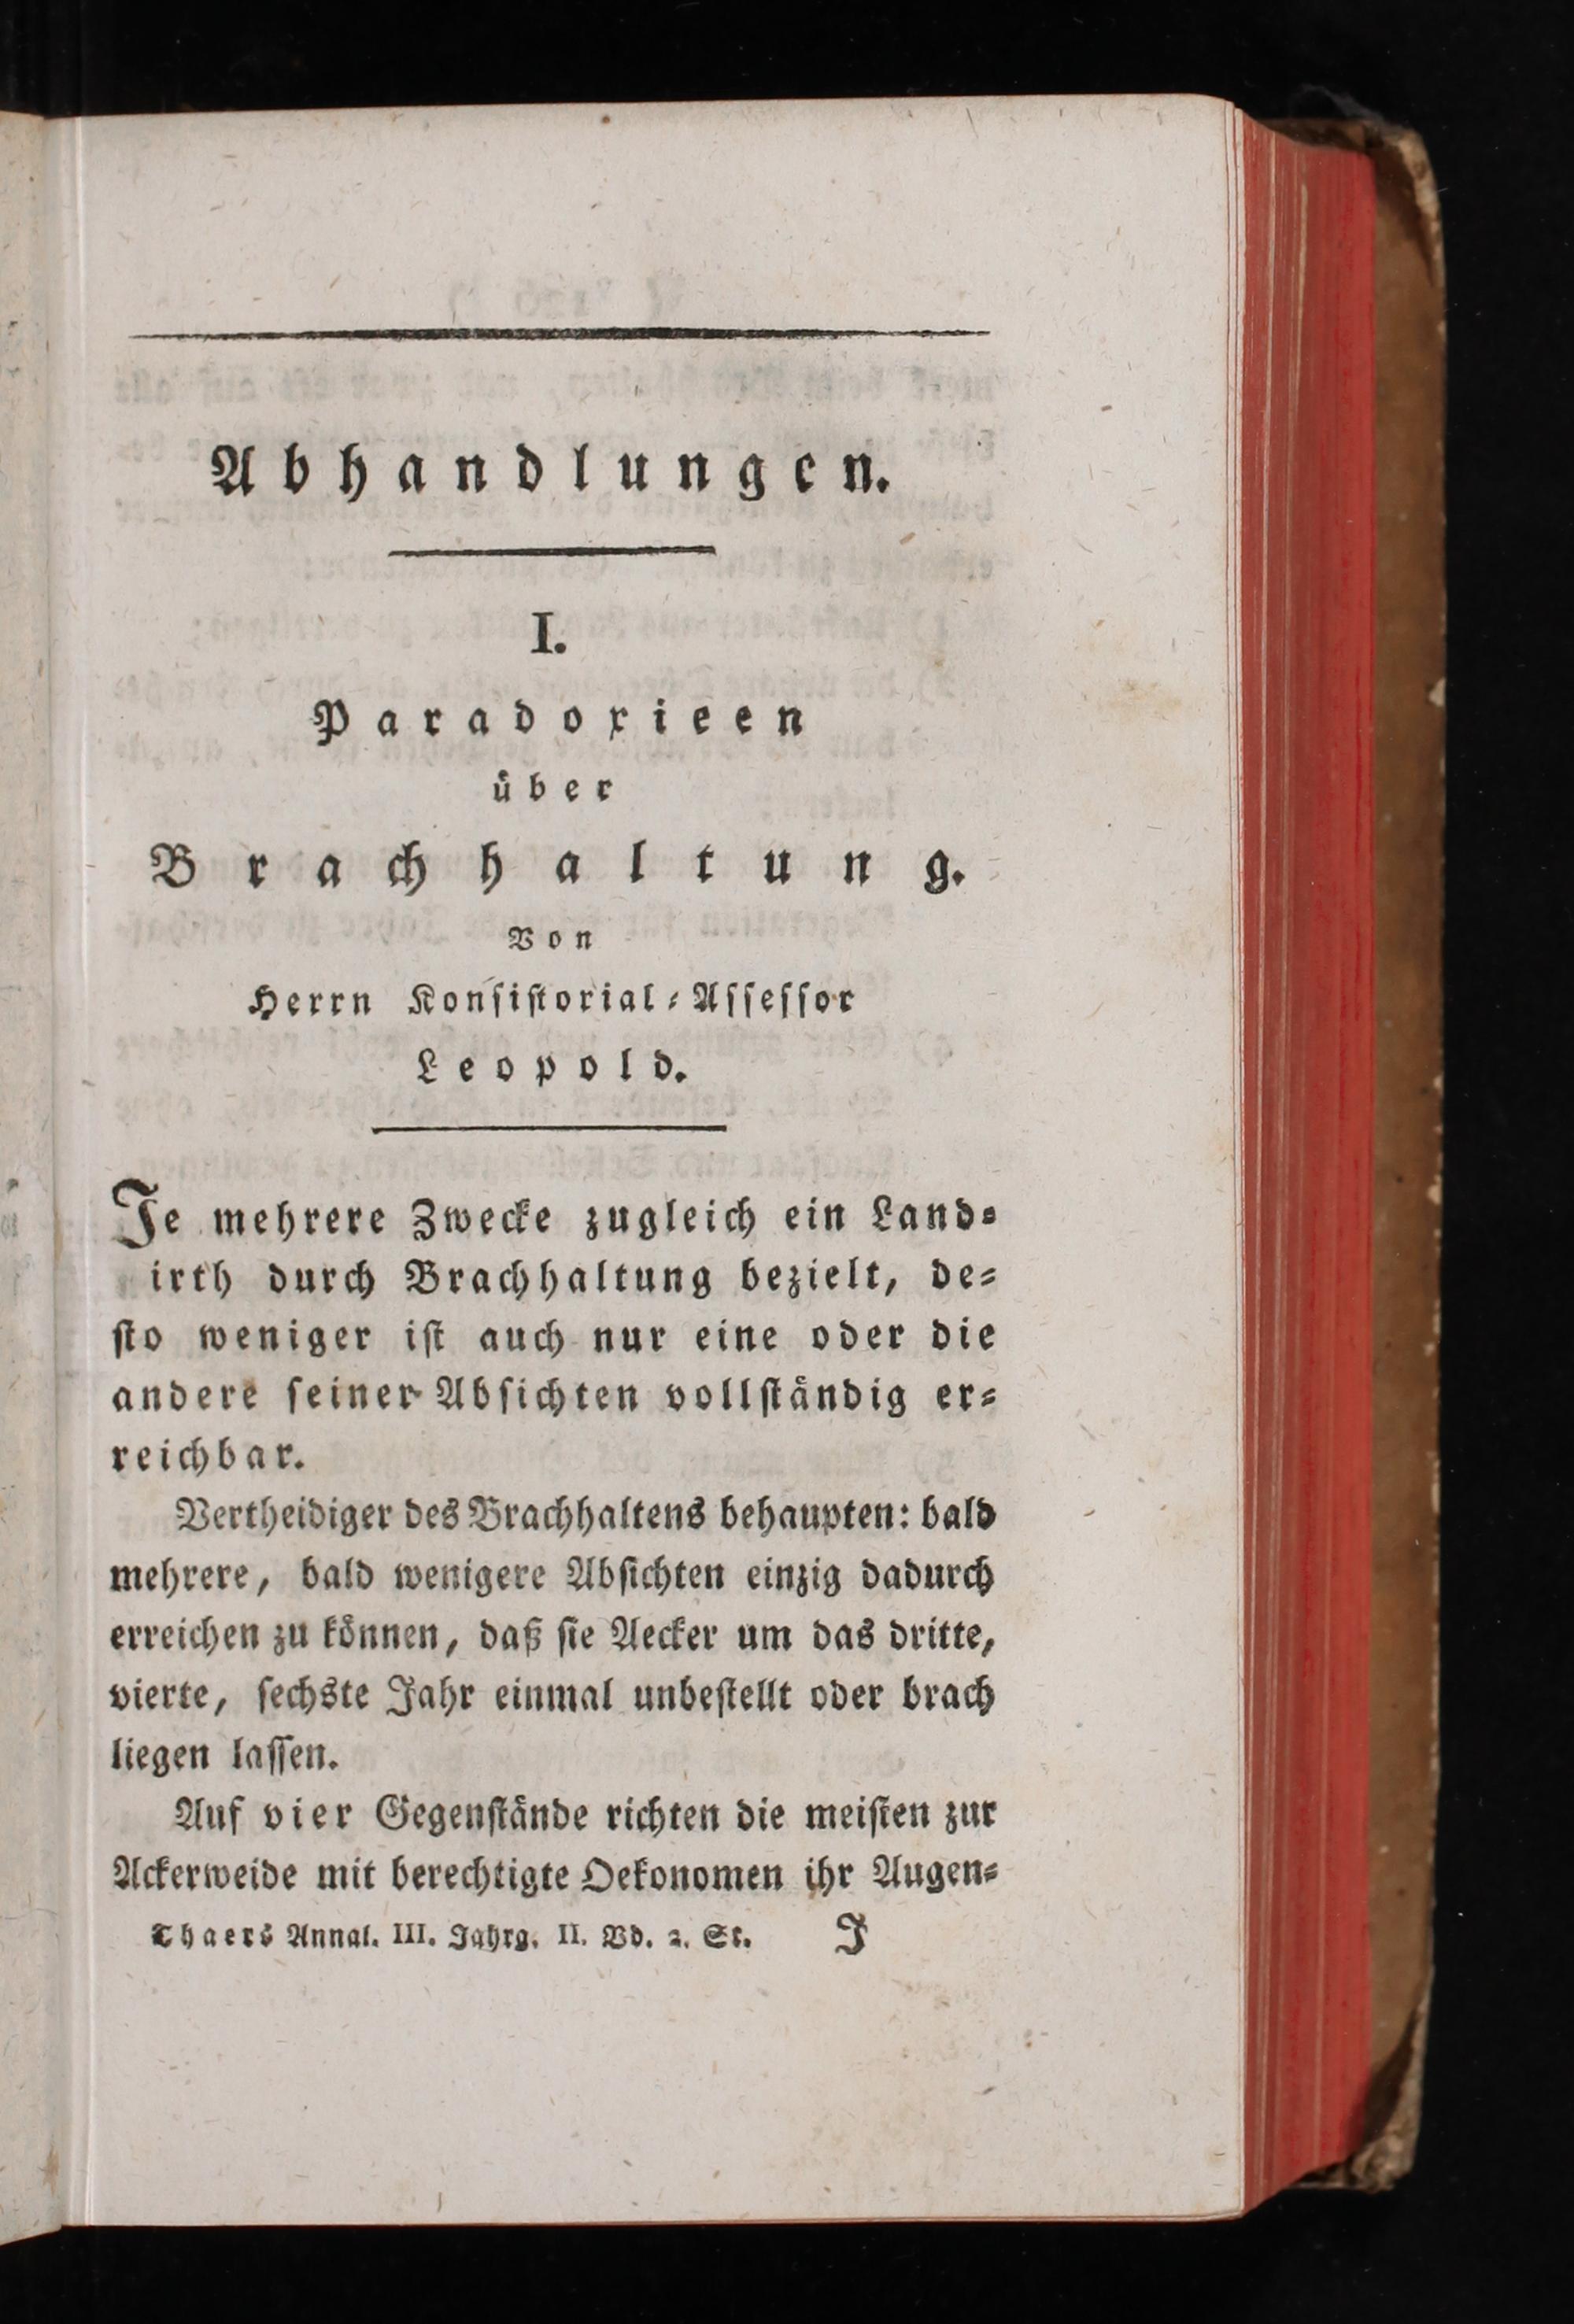 Abhandlungen.
I.
Paradoxieen
über
Brachhaltung.
Von
Herrn Konsistorial-Assessor
Leopold.
Je mehrere Zwecke zugleich ein Land-
irth durch Brachhaltung bezielt, de-
sto weniger ist auch nur eine oder die
andere seiner Absichten vollständig er-
reichbar.
Vertheidiger des Brachhaltens behaupten: bald
mehrere, bald wenigere Absichten einzig dadurch
erreichen zu können, daß sie Aecker um das dritte,
vierte, sechste Jahr einmal unbestellt oder brach
liegen lassen.
Auf vier Gegenstände richten die meisten zur
Ackerweide mit berechtigte Oekonomen ihr Augen-
Thaers Annal. III. Jahrg. II. Bd. 2. St. J